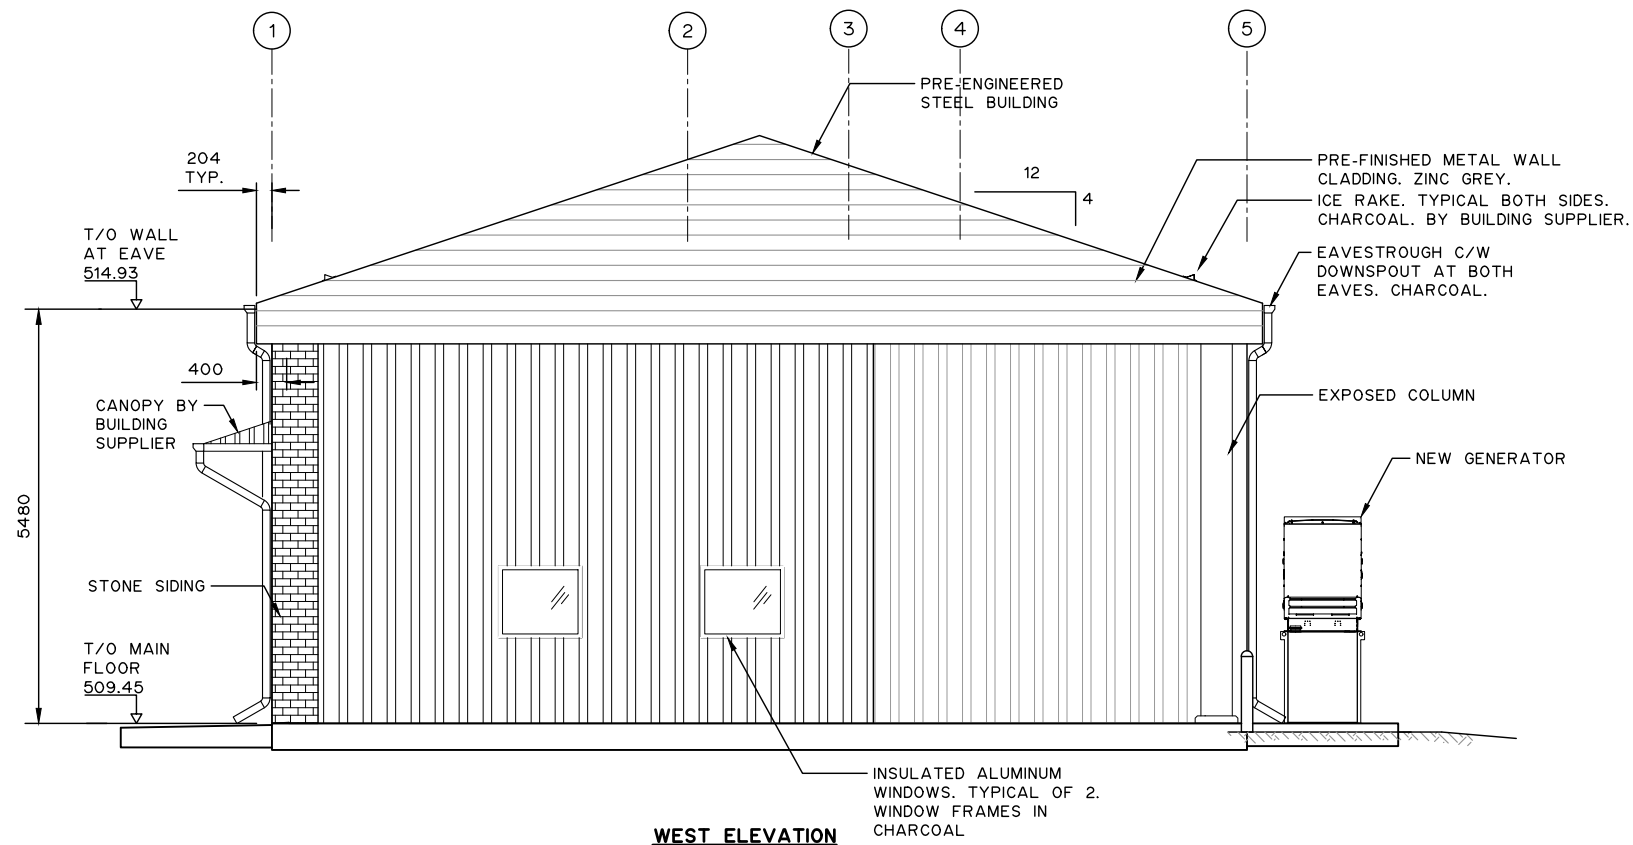 1
2
3
4
5
PRE-ENGINEERED
STEEL BUILDING
204
TYP.
12
4
PRE-FINISHED METAL WALL
CLADDING. ZINC GREY.
ICE RAKE. TYPICAL BOTH SIDES.
CHARCOAL. BY BUILDING SUPPLIER.
T/O WALL
AT EAVE
514.93
EAVESTROUGH C/W
DOWNSPOUT AT BOTH
EAVES. CHARCOAL.
400
CANOPY BY
BUILDING
SUPPLIER
EXPOSED COLUMN
NEW GENERATOR
5480
STONE SIDING
T/O MAIN
FLOOR
509.45
INSULATED ALUMINUM
WINDOWS. TYPICAL OF 2.
WINDOW FRAMES IN
CHARCOAL
WEST ELEVATION